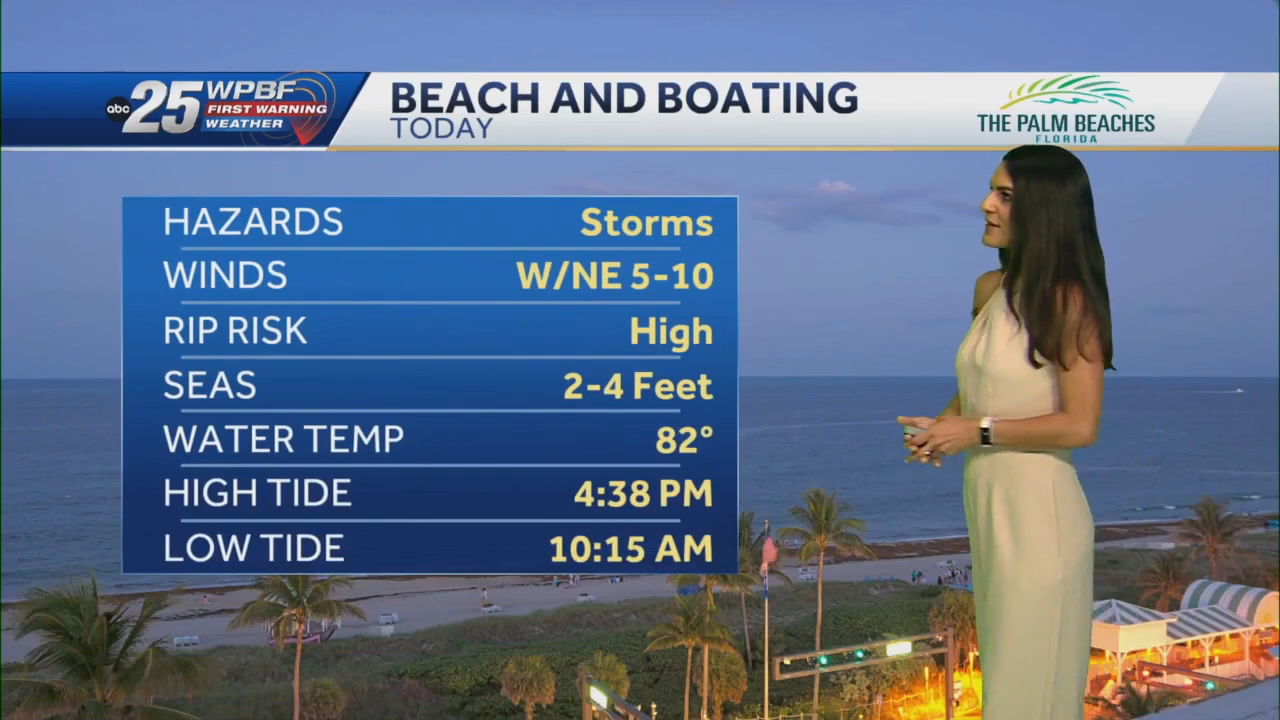 abc 25 WPBF
FIRST WARNING
WEATHER
BEACH AND BOATING
TODAY
THE PALM BEACHES
FLORIDA
HAZARDS Storms
WINDS W/NE 5-10
RIP RISK High
SEAS 2-4 Feet
WATER TEMP 82°
HIGH TIDE 4:38 PM
LOW TIDE 10:15 AM